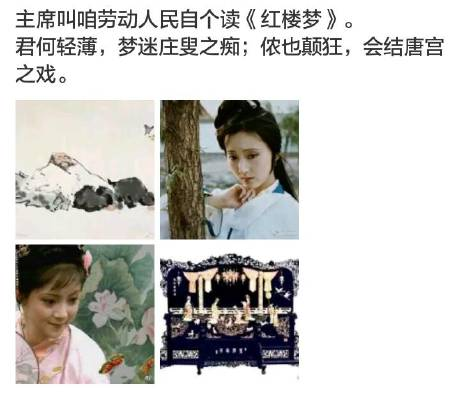 主席叫咱劳动人民自个读《红楼梦》。
君何轻薄，梦迷庄叟之痴；侬也颠狂，会结唐宫
之戏。